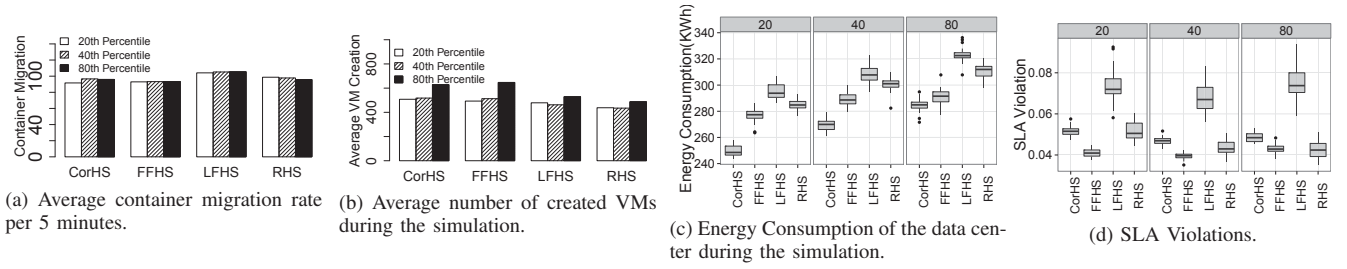 Container Migration
0
40
100
20th Percentile
40th Percentile
80th Percentile
CorHS
FFHS
LFHS
RHS
(a) Average container migration rate
per 5 minutes.
Average VM Creation
0
400
800
20th Percentile
40th Percentile
80th Percentile
CorHS
FFHS
LFHS
RHS
(b) Average number of created VMs
during the simulation.
Energy Consumption(KWh)
20
40
80
340
320
300
280
260
240
CorHS
FFHS
LFHS
RHS
CorHS
FFHS
LFHS
RHS
CorHS
FFHS
LFHS
RHS
(c) Energy Consumption of the data cen-
ter during the simulation.
SLA Violation
20
40
80
0.08
0.06
0.04
CorHS
FFHS
LFHS
RHS
CorHS
FFHS
LFHS
RHS
CorHS
FFHS
LFHS
RHS
(d) SLA Violations.